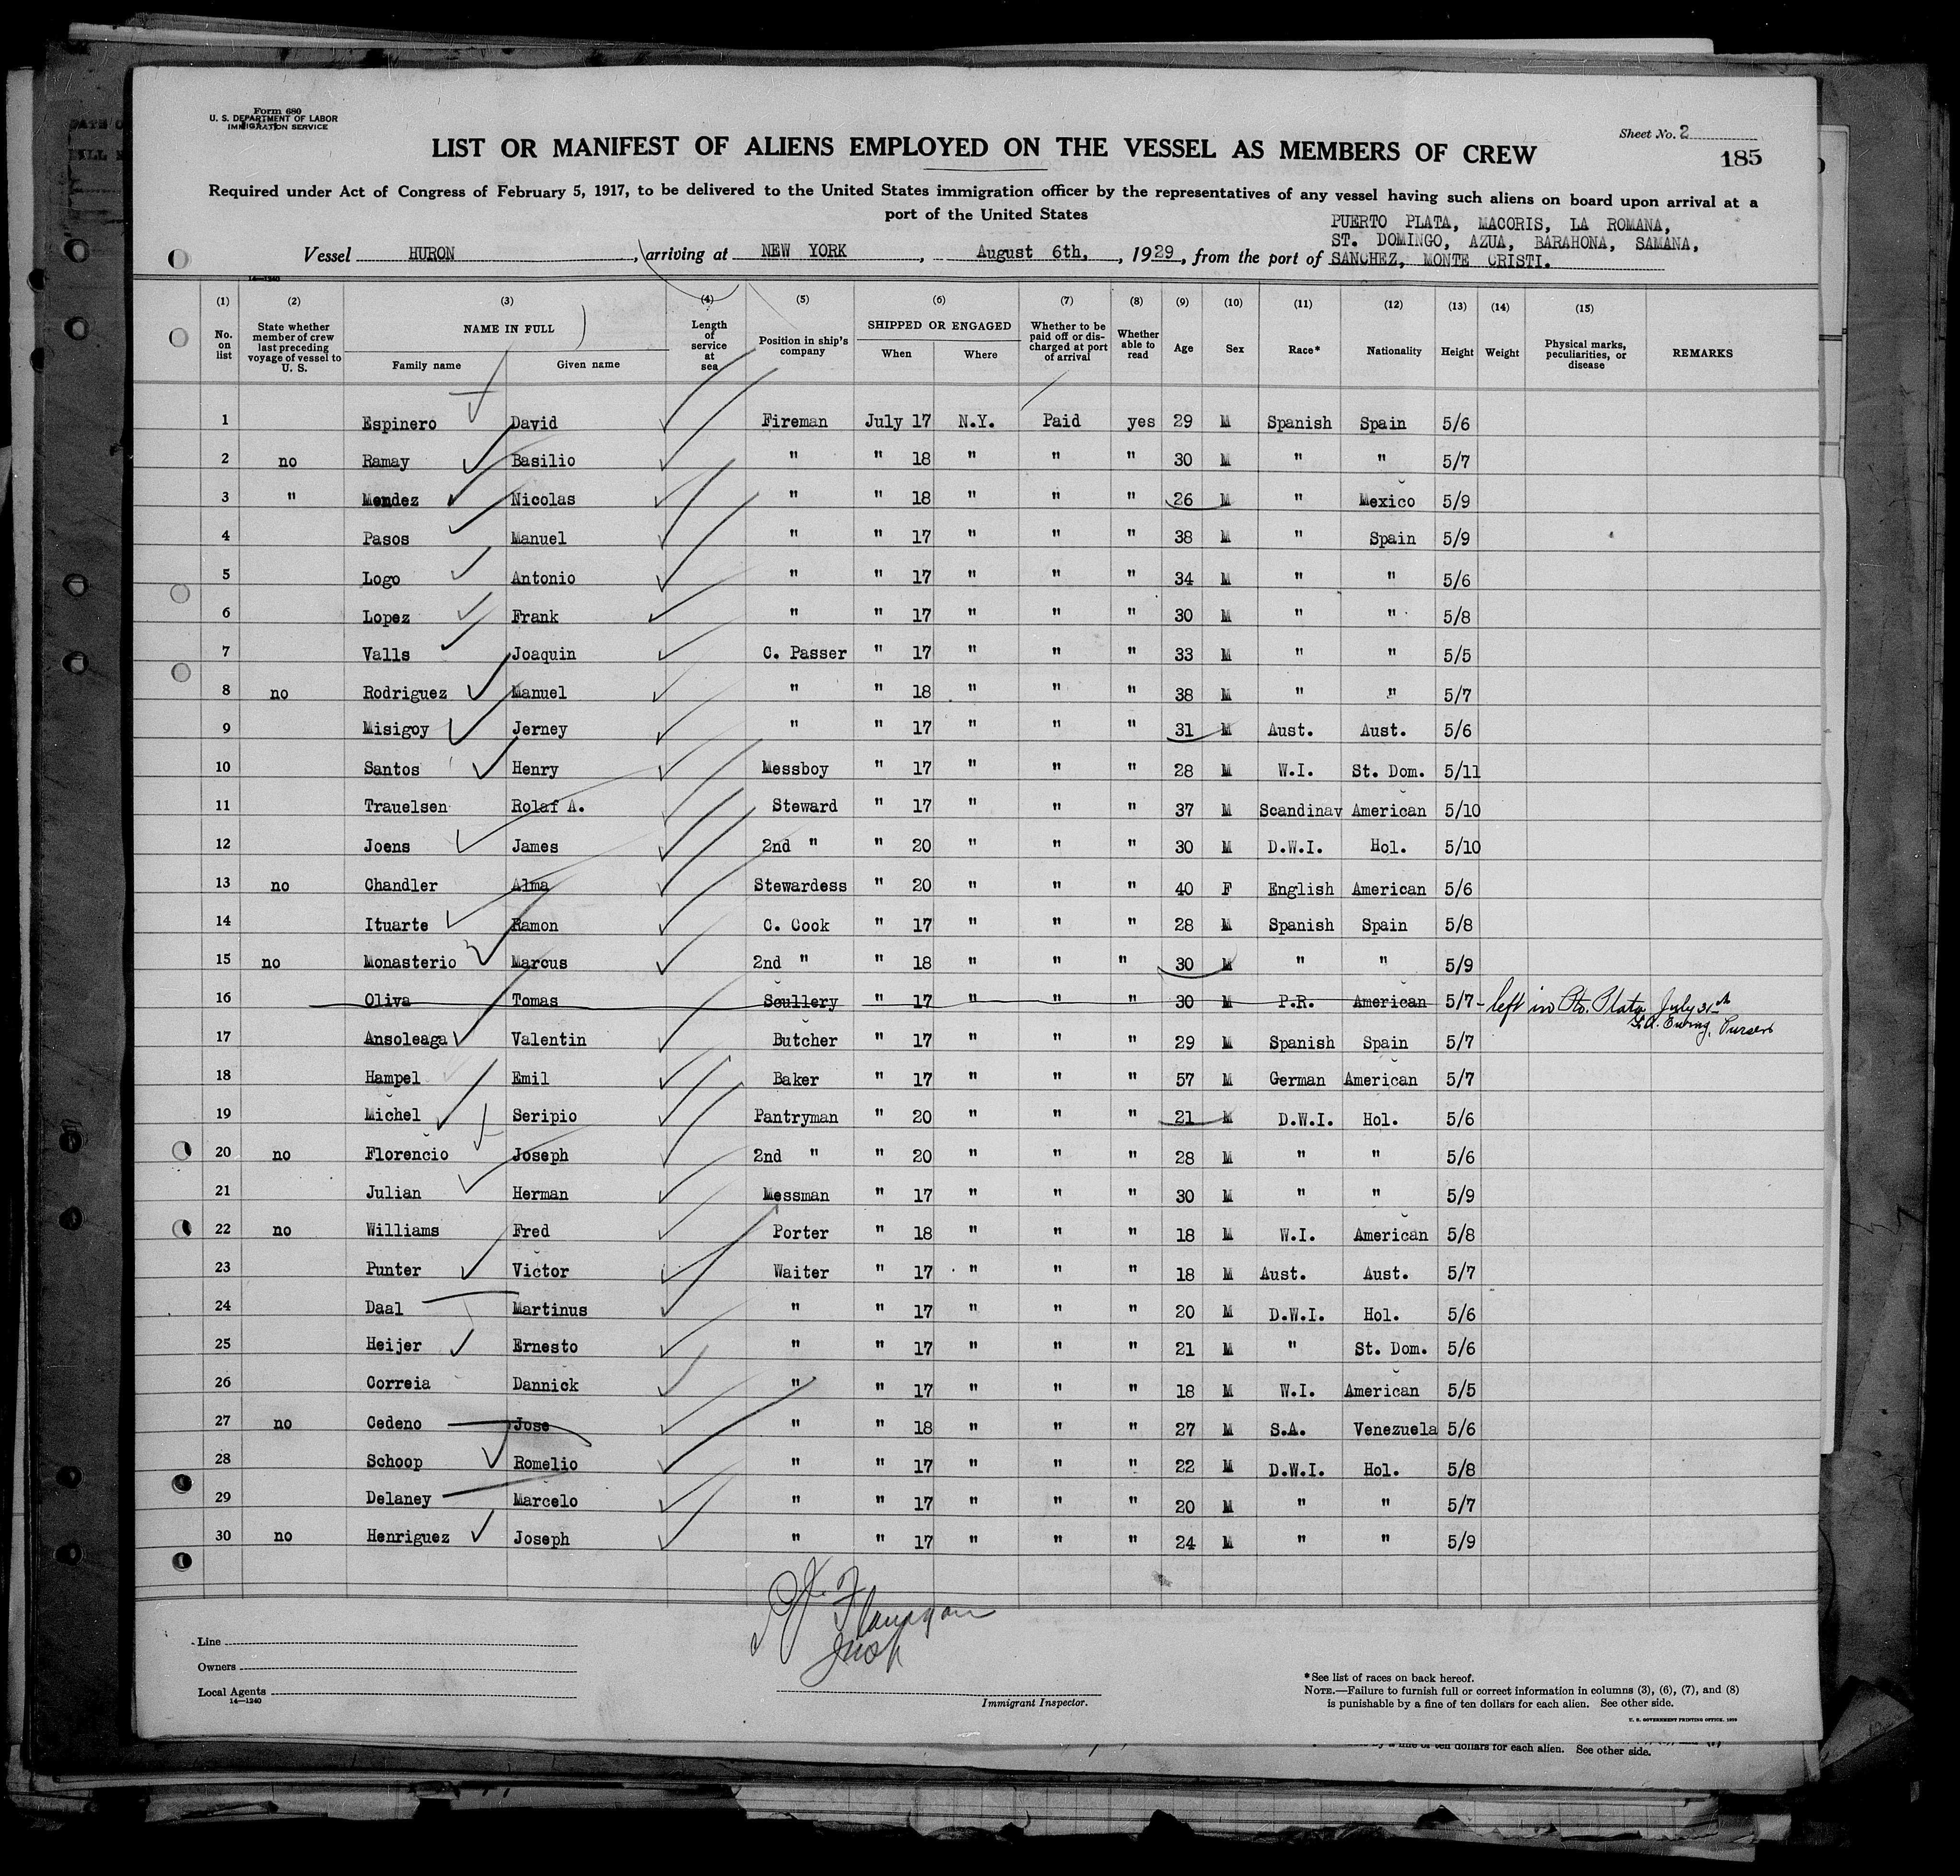 Form 680
U. S. DEPARTMENT OF LABOR
IMMIGRATION SERVICE
Sheet No. 2
185
LIST OR MANIFEST OF ALIENS EMPLOYED ON THE VESSEL AS MEMBERS OF CREW
Required under Act of Congress of February 5, 1917, to be delivered to the United States immigration officer by the representatives of any vessel having such aliens on board upon arrival at a
port of the United States
PUERTO PLATA, MACORIS, LA ROMANA,
ST. DOMINGO, AZUA, BARAHONA, SAMANA,
Vessel HURON, arriving at NEW YORK, August 6th, , 1929, from the port of SANCHEZ, MONTE CRISTI.
14—1240
(1) (2) (3) (4) (5) (6) (7) (8) (9) (10) (11) (12) (13) (14) (15)
No. on list State whether member of crew last preceding voyage of vessel to U. S. NAME IN FULL Family name Given name Length of service at sea Position in ship's company SHIPPED OR ENGAGED When Where Whether to be paid off or discharged at port of arrival Whether able to read Age Sex Race* Nationality Height Weight Physical marks, peculiarities, or disease REMARKS
1 Espinero David Fireman July 17 N.Y. Paid yes 29 M Spanish Spain 5/6
2 no Ramay Basilio " " 18 " " " 30 M " " 5/7
3 " Mendez Nicolas " " 18 " " " 26 M " Mexico 5/9
4 Pasos Manuel " " 17 " " " 38 M " Spain 5/9
5 Logo Antonio " " 17 " " " 34 M " " 5/6
6 Lopez Frank " " 17 " " " 30 M " " 5/8
7 Valls Joaquin C. Passer " 17 " " " 33 M " " 5/5
8 no Rodriguez Manuel " " 18 " " " 38 M " " 5/7
9 Misigoy Jerney " " 17 " " " 31 M Aust. Aust. 5/6
10 Santos Henry Messboy " 17 " " " 28 M W.I. St. Dom. 5/11
11 Trauelsen Rolaf A. Steward " 17 " " " 37 M Scandinav American 5/10
12 Joens James 2nd " " 20 " " " 30 M D.W.I. Hol. 5/10
13 no Chandler Alma Stewardess " 20 " " " 40 F English American 5/6
14 Ituarte Ramon C. Cook " 17 " " " 28 M Spanish Spain 5/8
15 no Monasterio Marcus 2nd " " 18 " " " 30 M " " 5/9
16 Oliva Tomas Scullery " 17 " " " 30 M P.R. American 5/7 - left in Pto. Plata July 31st
F.A. Ewing, Purser
17 Ansoleaga Valentin Butcher " 17 " " " 29 M Spanish Spain 5/7
18 Hampel Emil Baker " 17 " " " 57 M German American 5/7
19 Michel Seripio Pantryman " 20 " " " 21 M D.W.I. Hol. 5/6
20 no Florencio Joseph 2nd " " 20 " " " 28 M " " 5/6
21 Julian Herman Messman " 17 " " " 30 M " " 5/9
22 no Williams Fred Porter " 18 " " " 18 M W.I. American 5/8
23 Punter Victor Waiter " 17 " " " 18 M Aust. Aust. 5/7
24 Daal Martinus " " 17 " " " 20 M D.W.I. Hol. 5/6
25 Heijer Ernesto " " 17 " " " 21 M " St. Dom. 5/6
26 Correia Dannick " " 17 " " " 18 M W.I. American 5/5
27 no Cedeno Jose " " 18 " " " 27 M S.A. Venezuela 5/6
28 Schoop Romelio " " 17 " " " 22 M D.W.I. Hol. 5/8
29 Delaney Marcelo " " 17 " " " 20 M " " 5/7
30 no Henriguez Joseph " " 17 " " " 24 M " " 5/9
Flanagan
Insp
Line
Owners
Local Agents
14—1240
Immigrant Inspector.
*See list of races on back hereof.
NOTE.—Failure to furnish full or correct information in columns (3), (6), (7), and (8)
is punishable by a fine of ten dollars for each alien. See other side.
U. S. GOVERNMENT PRINTING OFFICE. 1929
by a fine of ten dollars for each alien. See other side.